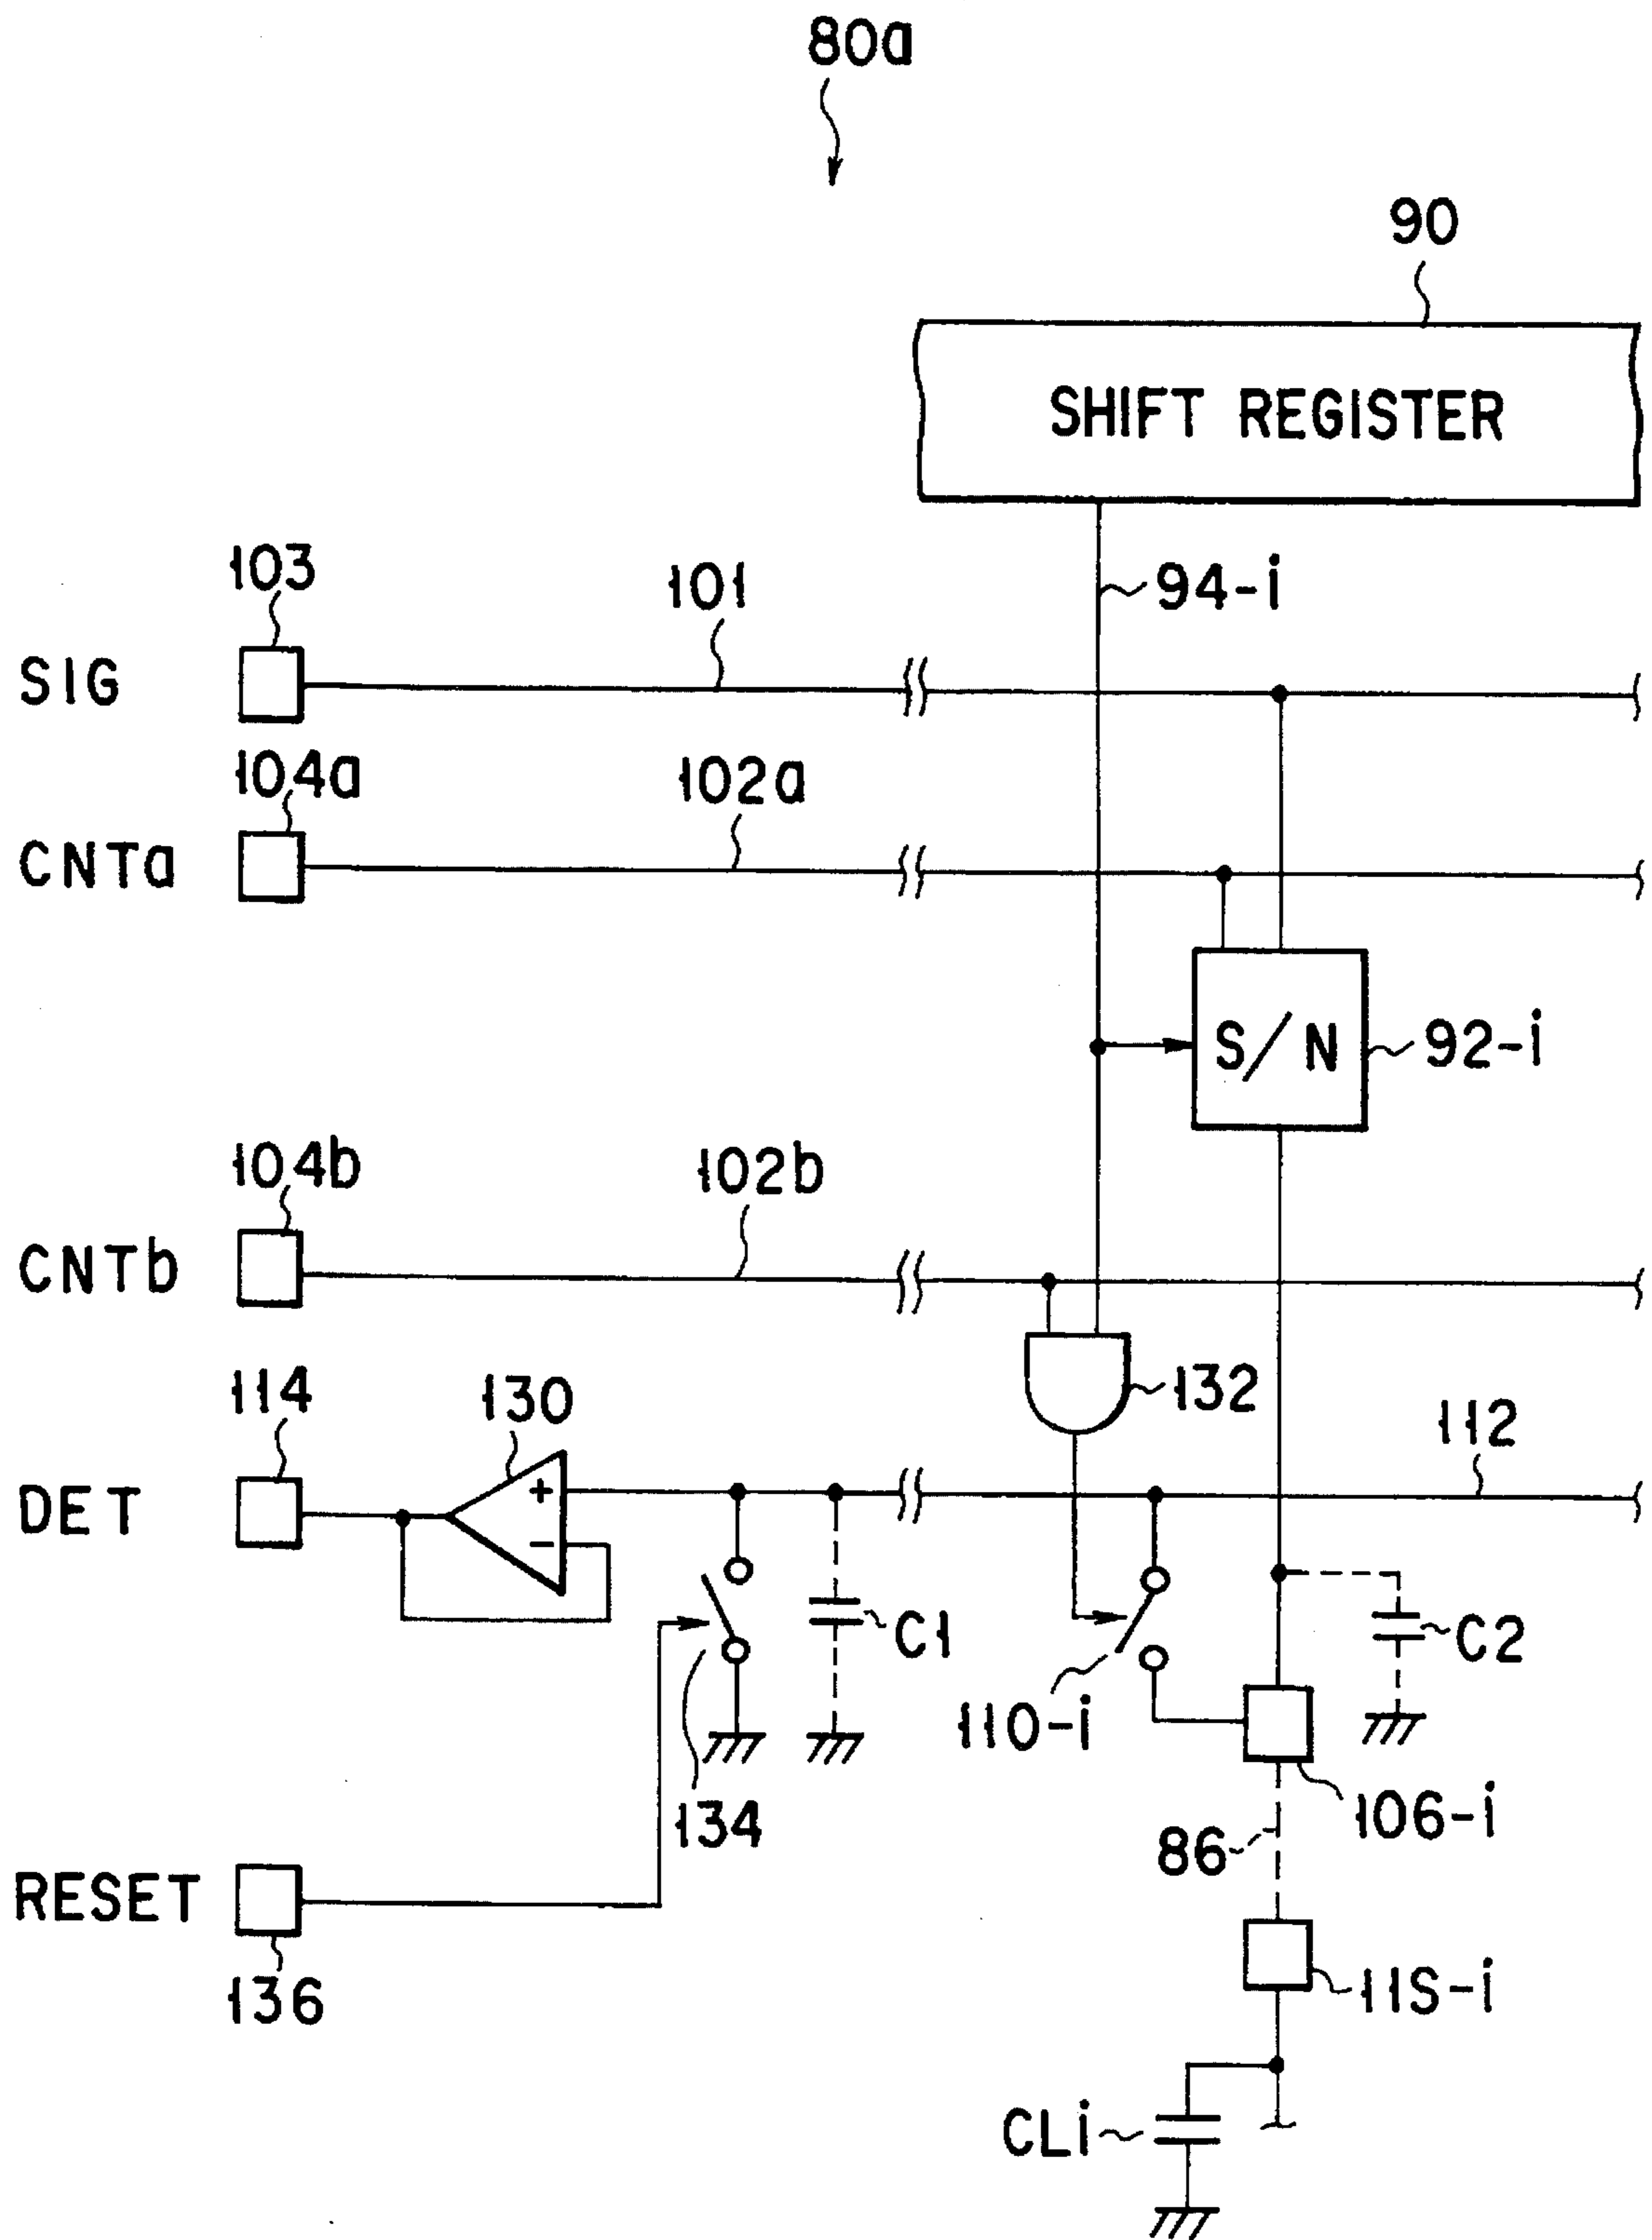 80a
90
SHIFT REGISTER
103
101
94-i
SIG
104a
102a
CNTa
S/N
92-i
104b
102b
CNTb
114
130
132
112
DET
+
-
C1
C2
110-i
134
106-i
86
RESET
136
11S-i
CLi